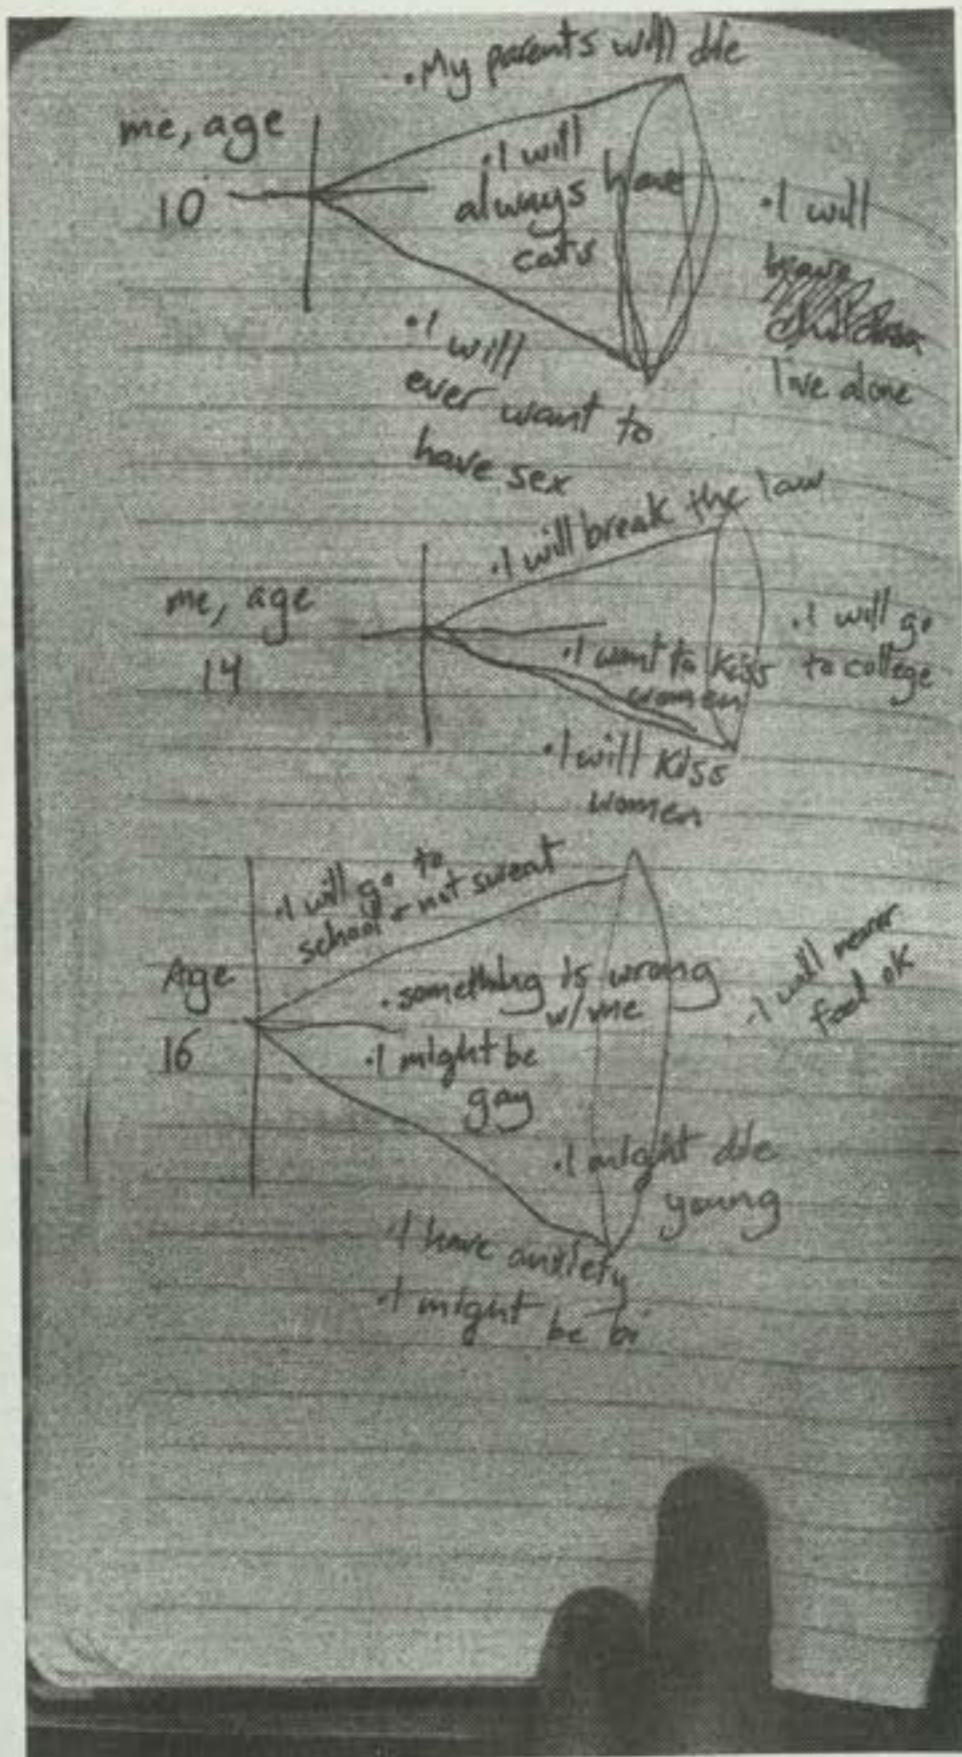 · My parents will die
me, age
10
· I will
always have
cats
· I will
live alone
· I will
ever want to
have sex
· I will break the law
me, age
14
· I want to kiss
women
· I will go
to college
· I will kiss
women
· I will go to
school + not sweat
Age
16
· something is wrong
w/ me
· I might be
gay
· I will never
feel ok
· I might die
young
· I have anxiety
· I might be bi